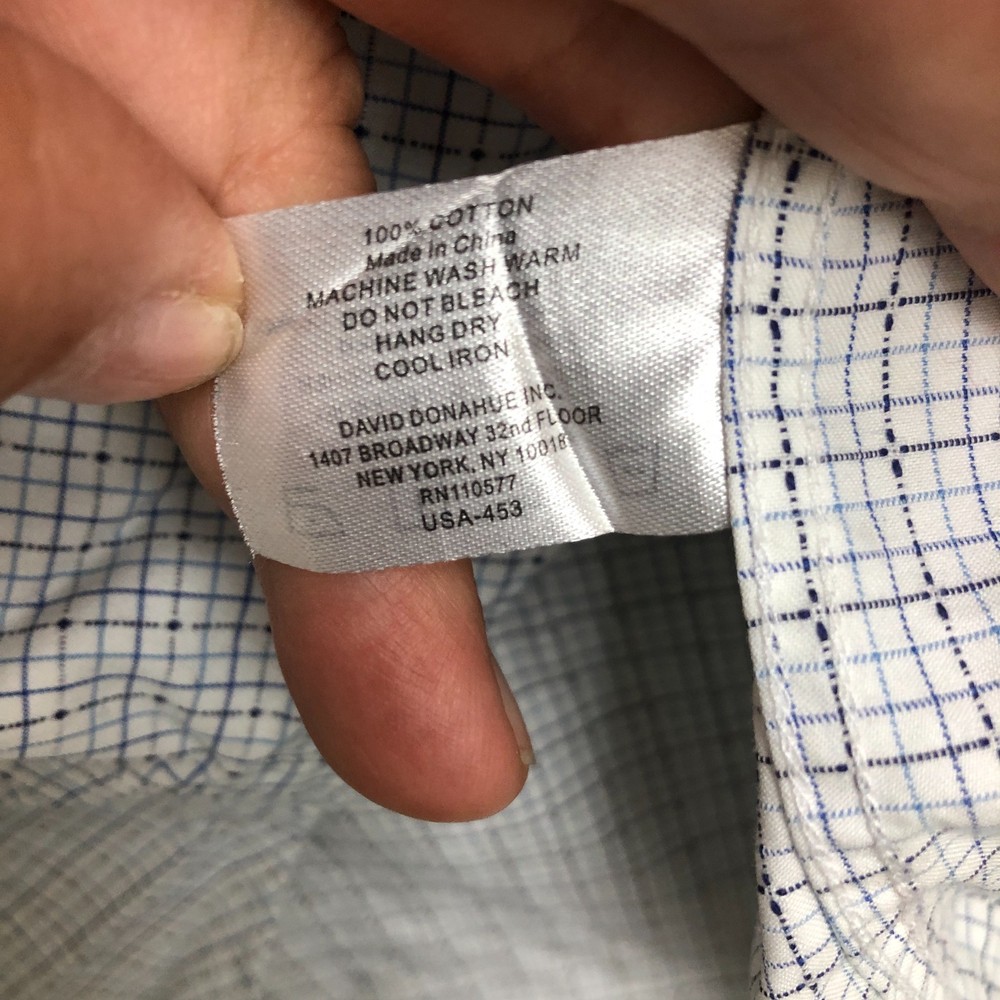 100% COTTON
Made in China
MACHINE WASH WARM
DO NOT BLEACH
HANG DRY
COOL IRON
DAVID DONAHUE INC.
1407 BROADWAY 32nd FLOOR
NEW YORK, NY 10018
RN110577
USA-453